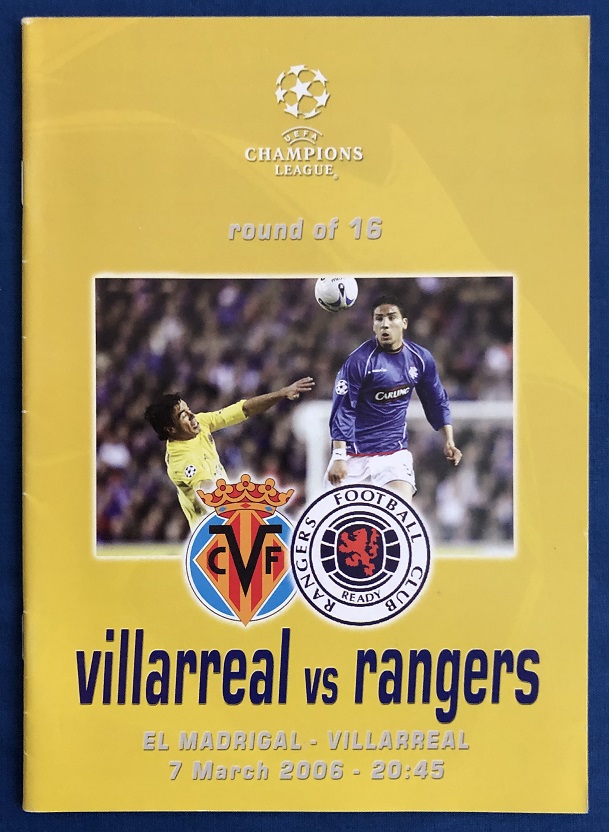 UEFA
CHAMPIONS
LEAGUE®
round of 16
CARLING
CVF
RANGERS FOOTBALL CLUB
READY
villarreal vs rangers
EL MADRIGAL - VILLARREAL
7 March 2006 - 20:45